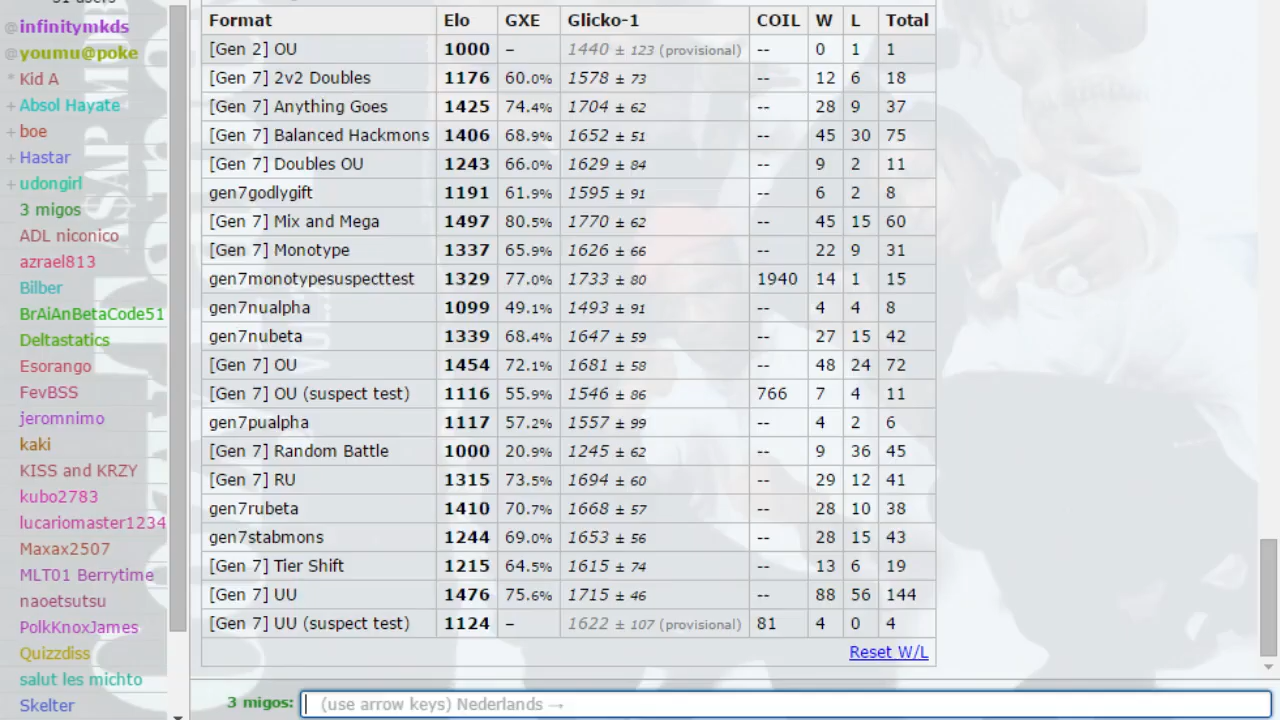 @infinitymkds
@youmu@poke
*Kid A
+Absol Hayate
+boe
+Hastar
+udongirl
3 migos
ADL niconico
azrael813
Bilber
BrAiAnBetaCode51
Deltastatics
Esorango
FevBSS
jeromnimo
kaki
KISS and KRZY
kubo2783
lucariomaster1234
Maxax2507
MLT01 Berrytime
naoetsutsu
PolkKnoxJames
Quizzdiss
salut les michto
Skelter
Format Elo GXE Glicko-1 COIL W L Total
[Gen 2] OU 1000 – 1440 ± 123 (provisional) -- 0 1 1
[Gen 7] 2v2 Doubles 1176 60.0% 1578 ± 73 -- 12 6 18
[Gen 7] Anything Goes 1425 74.4% 1704 ± 62 -- 28 9 37
[Gen 7] Balanced Hackmons 1406 68.9% 1652 ± 51 -- 45 30 75
[Gen 7] Doubles OU 1243 66.0% 1629 ± 84 -- 9 2 11
gen7godlygift 1191 61.9% 1595 ± 91 -- 6 2 8
[Gen 7] Mix and Mega 1497 80.5% 1770 ± 62 -- 45 15 60
[Gen 7] Monotype 1337 65.9% 1626 ± 66 -- 22 9 31
gen7monotypesuspecttest 1329 77.0% 1733 ± 80 1940 14 1 15
gen7nualpha 1099 49.1% 1493 ± 91 -- 4 4 8
gen7nubeta 1339 68.4% 1647 ± 59 -- 27 15 42
[Gen 7] OU 1454 72.1% 1681 ± 58 -- 48 24 72
[Gen 7] OU (suspect test) 1116 55.9% 1546 ± 86 766 7 4 11
gen7pualpha 1117 57.2% 1557 ± 99 -- 4 2 6
[Gen 7] Random Battle 1000 20.9% 1245 ± 62 -- 9 36 45
[Gen 7] RU 1315 73.5% 1694 ± 60 -- 29 12 41
gen7rubeta 1410 70.7% 1668 ± 57 -- 28 10 38
gen7stabmons 1244 69.0% 1653 ± 56 -- 28 15 43
[Gen 7] Tier Shift 1215 64.5% 1615 ± 74 -- 13 6 19
[Gen 7] UU 1476 75.6% 1715 ± 46 -- 88 56 144
[Gen 7] UU (suspect test) 1124 – 1622 ± 107 (provisional) 81 4 0 4
Reset W/L
3 migos: (use arrow keys) Nederlands →